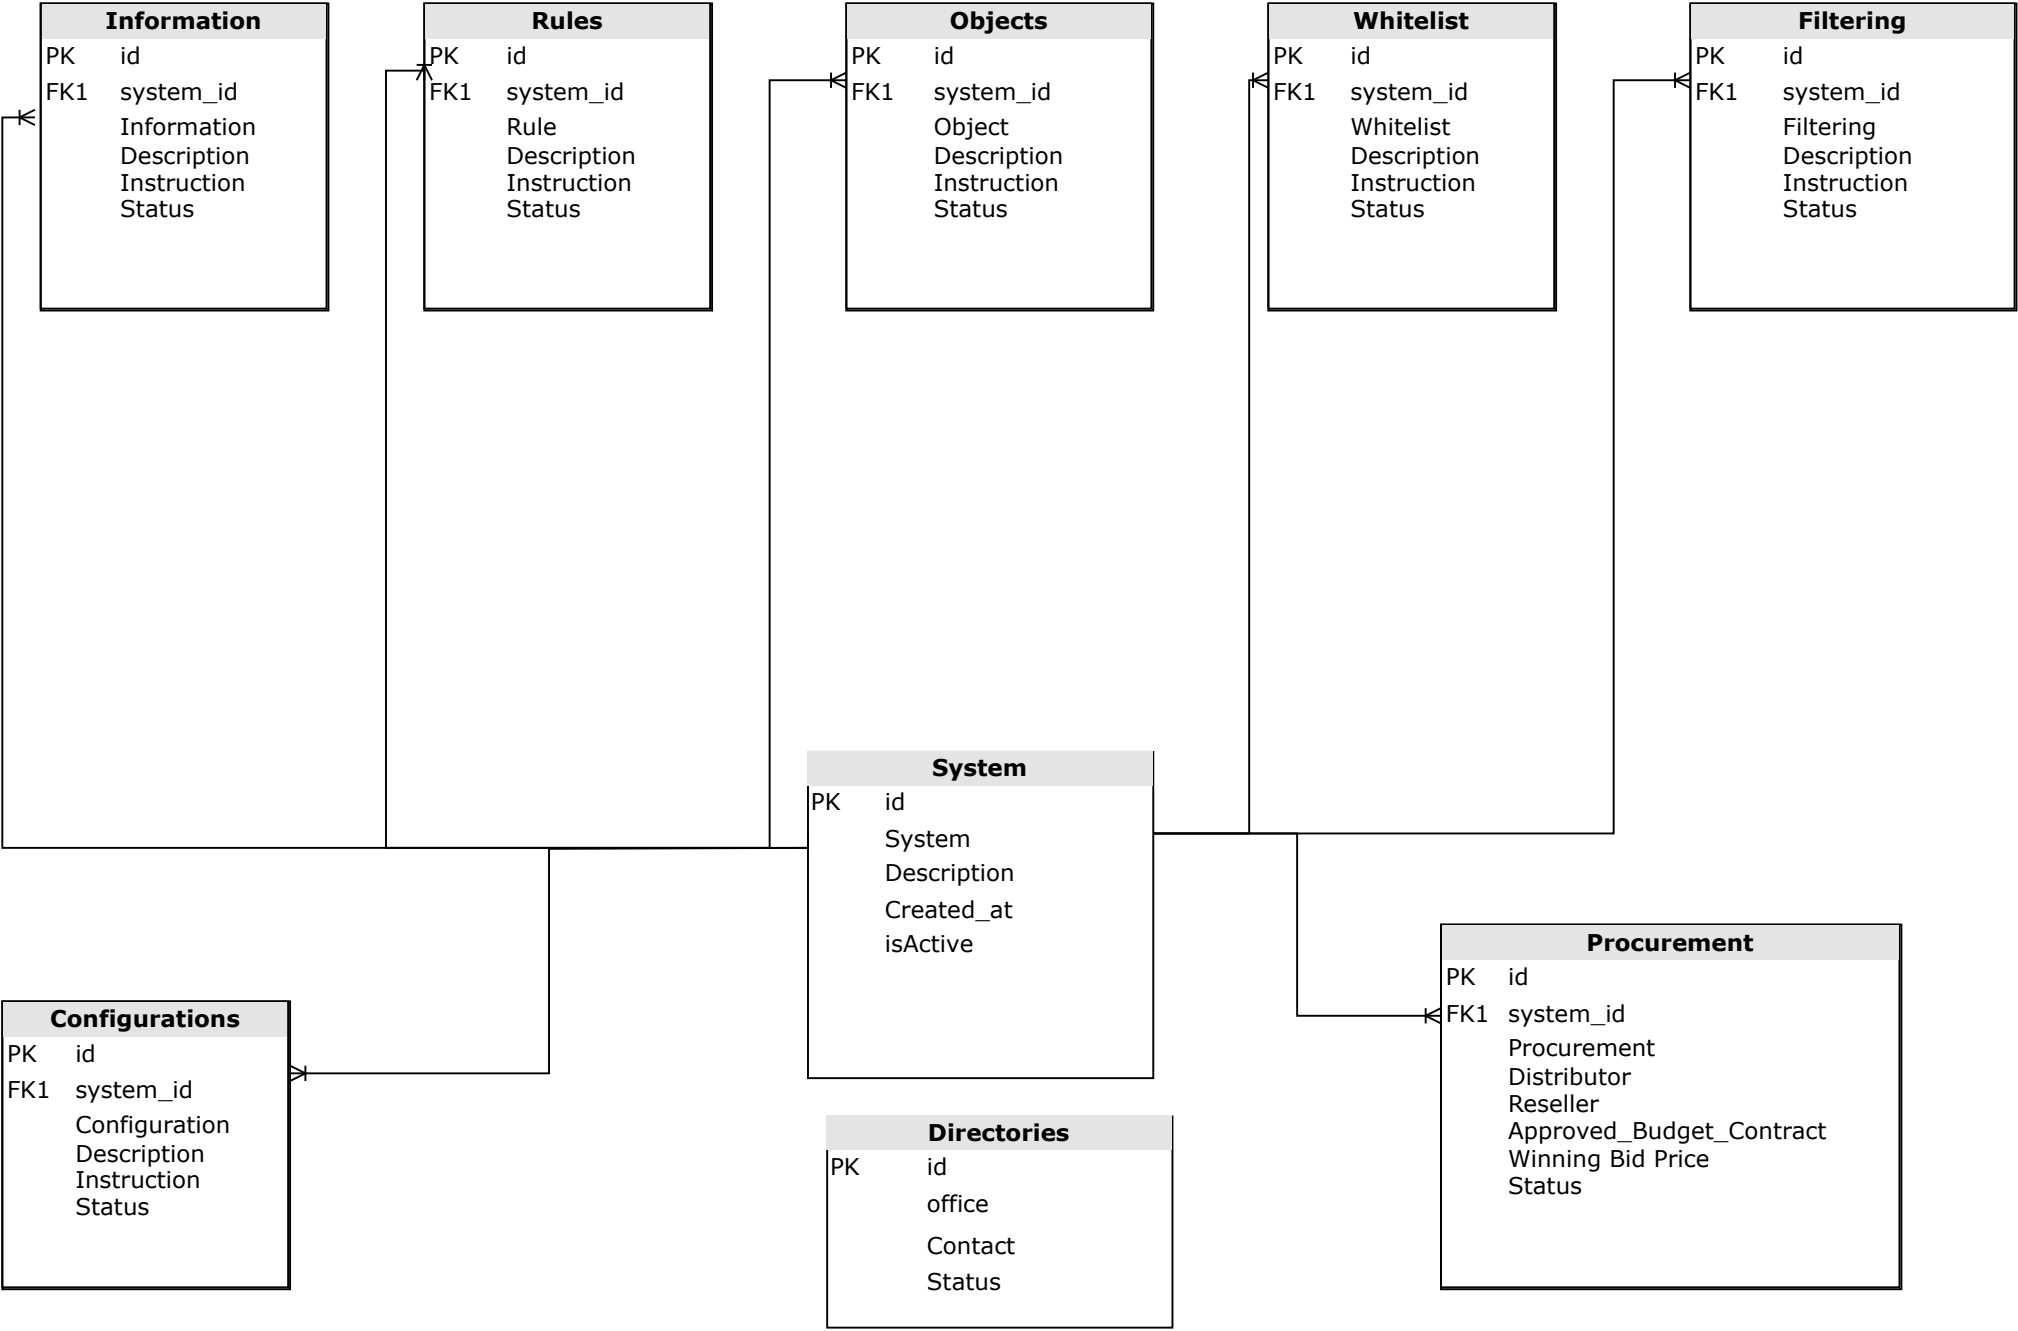 Information
PK id
FK1 system_id
Information
Description
Instruction
Status
Rules
PK id
FK1 system_id
Rule
Description
Instruction
Status
Objects
PK id
FK1 system_id
Object
Description
Instruction
Status
Whitelist
PK id
FK1 system_id
Whitelist
Description
Instruction
Status
Filtering
PK id
FK1 system_id
Filtering
Description
Instruction
Status
System
PK id
System
Description
Created_at
isActive
Configurations
PK id
FK1 system_id
Configuration
Description
Instruction
Status
Directories
PK id
office
Contact
Status
Procurement
PK id
FK1 system_id
Procurement
Distributor
Reseller
Approved_Budget_Contract
Winning Bid Price
Status